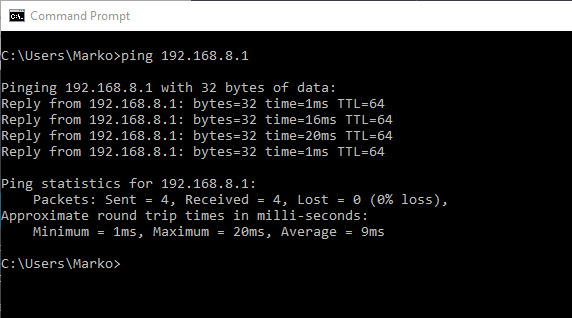 Command Prompt
C:\Users\Marko>ping 192.168.8.1
Pinging 192.168.8.1 with 32 bytes of data:
Reply from 192.168.8.1: bytes=32 time=1ms TTL=64
Reply from 192.168.8.1: bytes=32 time=16ms TTL=64
Reply from 192.168.8.1: bytes=32 time=20ms TTL=64
Reply from 192.168.8.1: bytes=32 time=1ms TTL=64
Ping statistics for 192.168.8.1:
    Packets: Sent = 4, Received = 4, Lost = 0 (0% loss),
Approximate round trip times in milli-seconds:
    Minimum = 1ms, Maximum = 20ms, Average = 9ms
C:\Users\Marko>